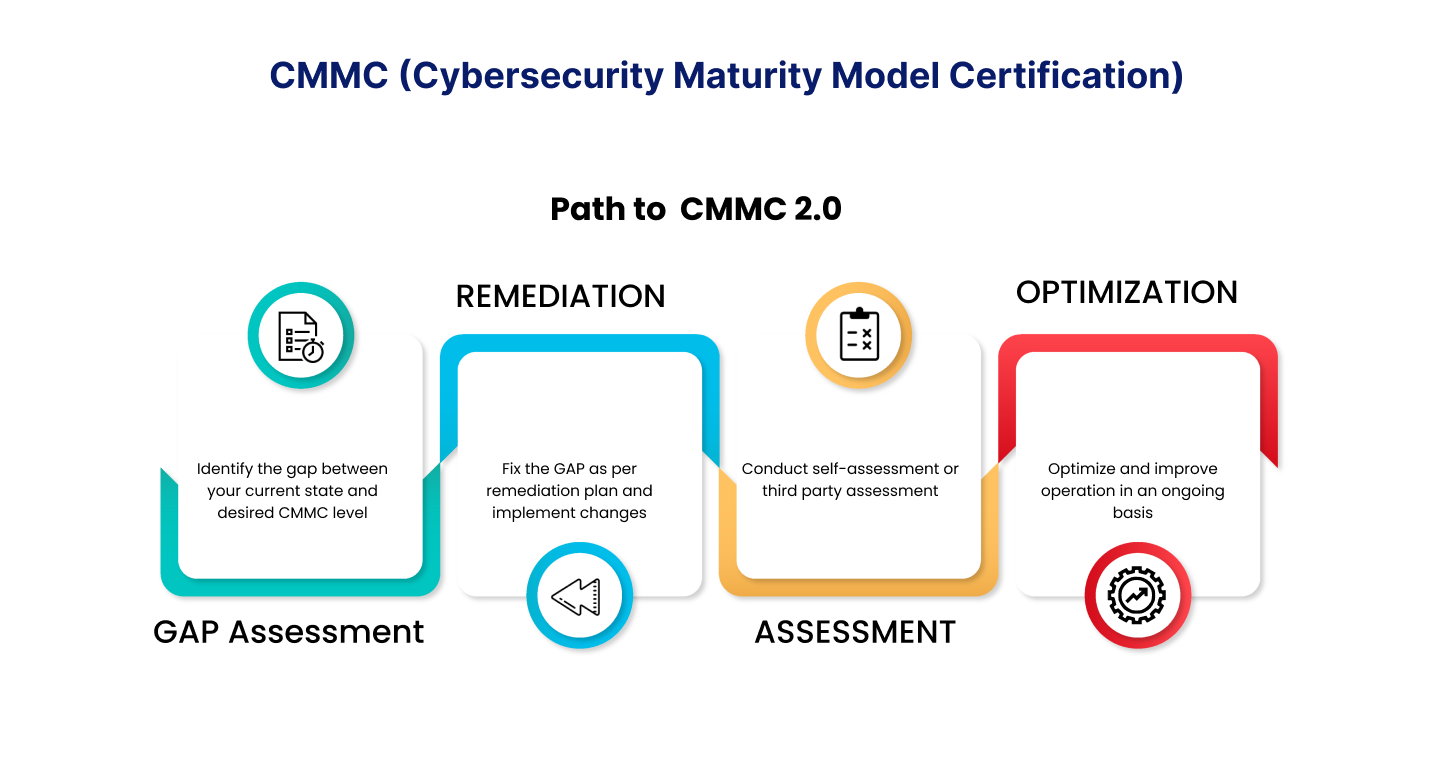 CMMC (Cybersecurity Maturity Model Certification)
Path to CMMC 2.0
Identify the gap between
your current state and
desired CMMC level
GAP Assessment
REMEDIATION
Fix the GAP as per
remediation plan and
implement changes
Conduct self-assessment or
third party assessment
ASSESSMENT
OPTIMIZATION
Optimize and improve
operation in an ongoing
basis